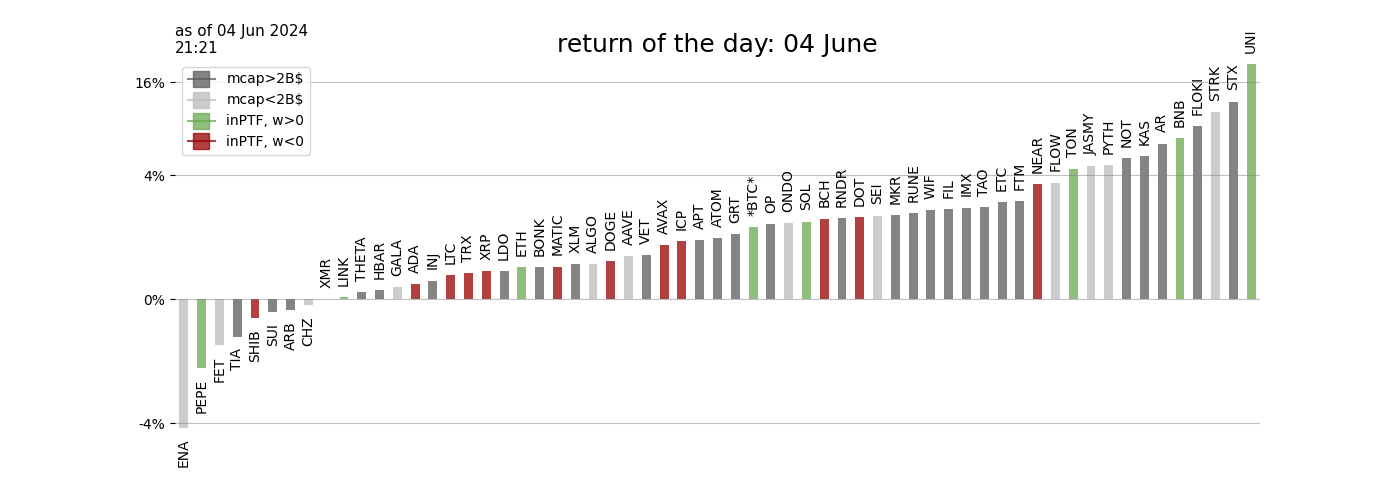 as of 04 Jun 2024
21:21
return of the day: 04 June
mcap>2B$
mcap<2B$
inPTF, w>0
inPTF, w<0
16%
4%
0%
-4%
ENA
PEPE
FET
TIA
SHIB
SUI
ARB
CHZ
XMR
LINK
THETA
HBAR
GALA
ADA
INJ
LTC
TRX
XRP
LDO
ETH
BONK
MATIC
XLM
ALGO
DOGE
AAVE
VET
AVAX
ICP
APT
ATOM
GRT
*BTC*
OP
ONDO
SOL
BCH
RNDR
DOT
SEI
MKR
RUNE
WIF
FIL
IMX
TAO
ETC
FTM
NEAR
FLOW
TON
JASMY
PYTH
NOT
KAS
AR
BNB
FLOKI
STRK
STX
UNI